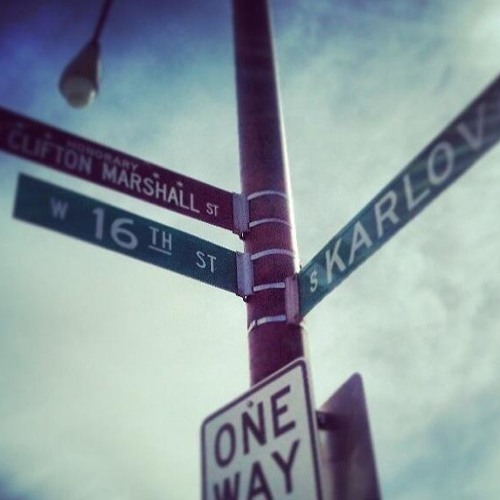 HONORARY
CLIFTON MARSHALL ST
W 16TH ST
S KARLOV
ONE
WAY